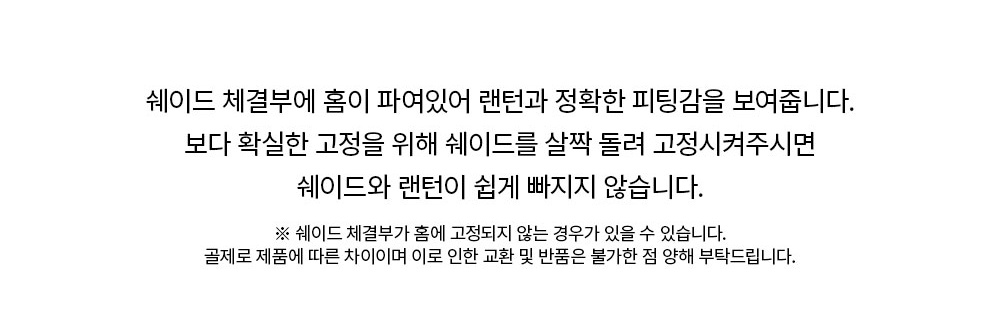 쉐이드 체결부에 홈이 파여있어 랜턴과 정확한 피팅감을 보여줍니다.
보다 확실한 고정을 위해 쉐이드를 살짝 돌려 고정시켜주시면
쉐이드와 랜턴이 쉽게 빠지지 않습니다.
※ 쉐이드 체결부가 홈에 고정되지 않는 경우가 있을 수 있습니다.
골제로 제품에 따른 차이이며 이로 인한 교환 및 반품은 불가한 점 양해 부탁드립니다.